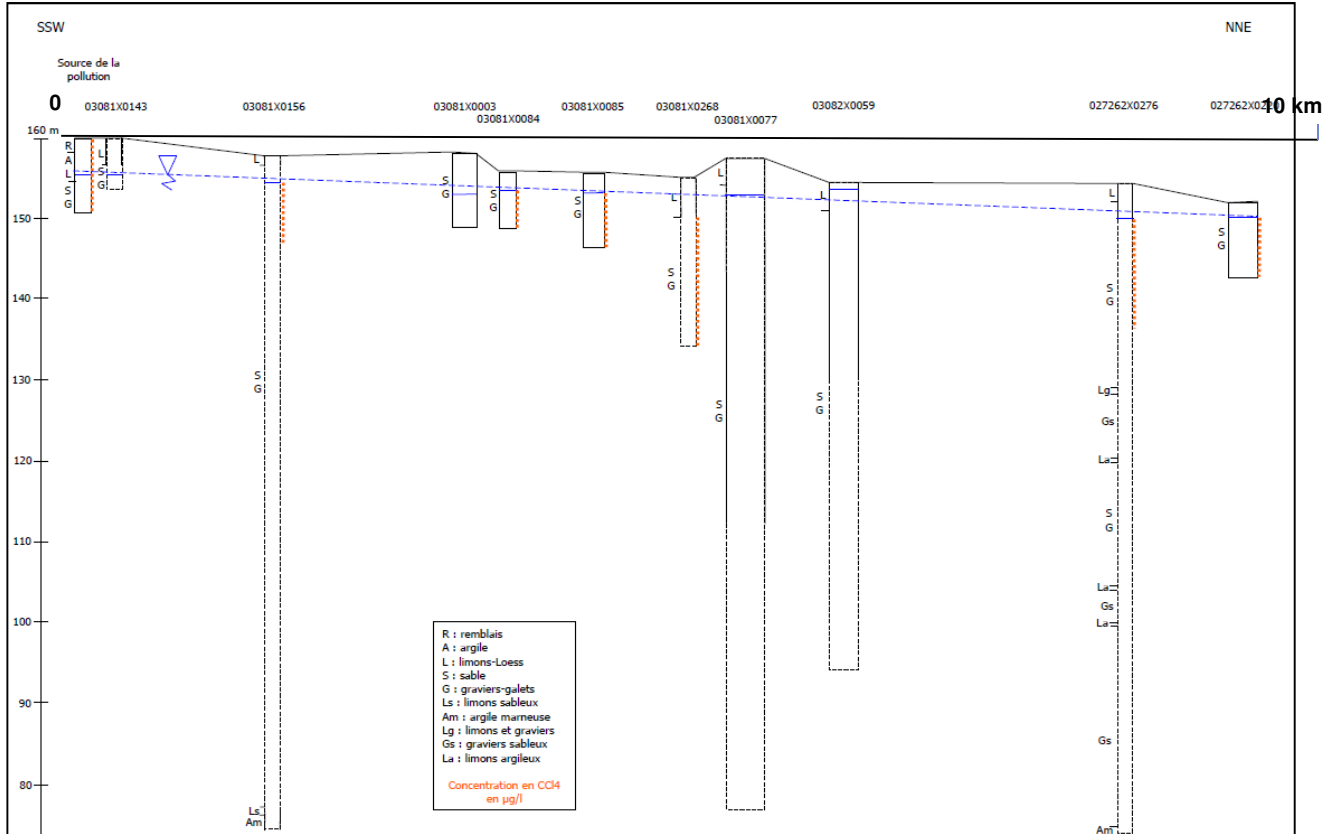 SSW
NNE
Source de la
pollution
0
10 km
03081X0143
03081X0156
03081X0003
03081X0084
03081X0085
03081X0268
03081X0077
03082X0059
027262X0276
160 m
150
140
130
120
110
100
90
80
R
A
L
S
G
L
S
G
L
S
G
Ls
Am
S
G
S
G
S
G
L
S
G
L
S
G
L
S
G
L
S
G
Lg
Gs
La
S
G
La
Gs
La
Gs
Am
S
G
R : remblais
A : argile
L : limons-Loess
S : sable
G : graviers-galets
Ls : limons sableux
Am : argile marneuse
Lg : limons et graviers
Gs : graviers sableux
La : limons argileux
Concentration en CCl4
en µg/l